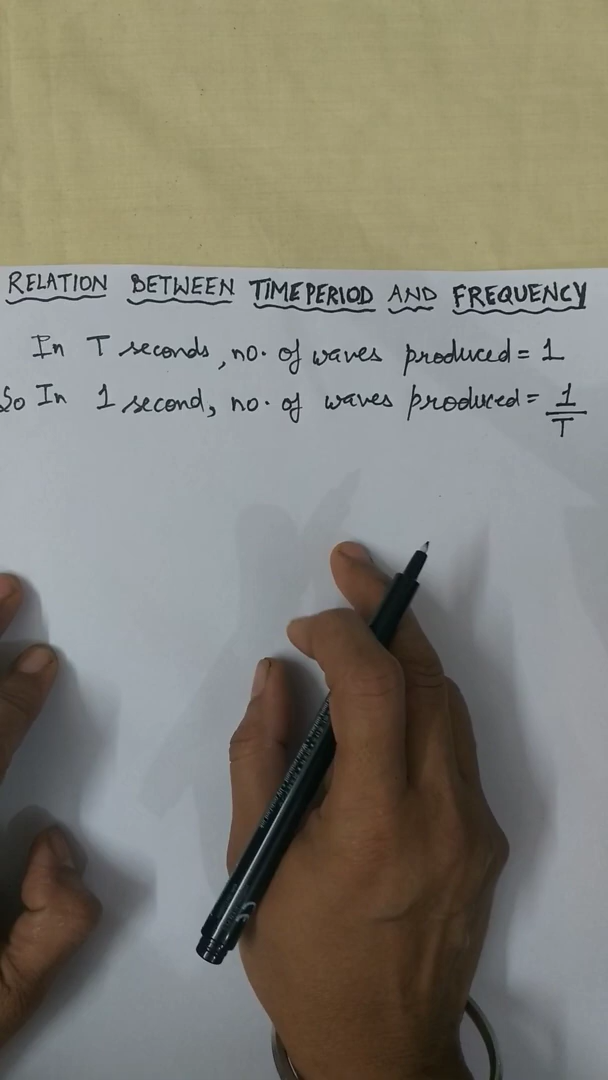 RELATION BETWEEN TIMEPERIOD AND FREQUENCY
In T seconds, no. of waves produced = 1
So In 1 second, no. of waves produced = 1/T